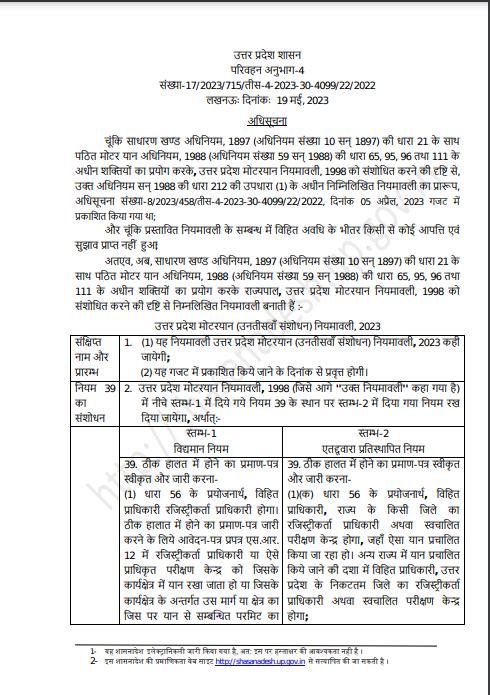 उत्तर प्रदेश शासन
परिवहन अनुभाग-4
संख्या-17/2023/715/तीस-4-2023-30-4099/22/2022
लखनऊः दिनांकः 19 मई, 2023
अधिसूचना
चूंकि साधारण खण्ड अधिनियम, 1897 (अधिनियम संख्या 10 सन् 1897) की धारा 21 के साथ
पठित मोटर यान अधिनियम, 1988 (अधिनियम संख्या 59 सन् 1988) की धारा 65, 95, 96 तथा 111 के
अधीन शक्तियों का प्रयोग करके, उत्तर प्रदेश मोटरयान नियमावली, 1998 को संशोधित करने की दृष्टि से,
उक्त अधिनियम सन् 1988 की धारा 212 की उपधारा (1) के अधीन निम्निलिखित नियमावली का प्रारूप,
अधिसूचना संख्या-8/2023/458/तीस-4-2023-30-4099/22/2022, दिनांक 05 अप्रैल, 2023 गजट में
प्रकाशित किया गया था;
और चूंकि प्रस्तावित नियमावली के सम्बन्ध में विहित अवधि के भीतर किसी से कोई आपत्ति एवं
सुझाव प्राप्त नहीं हुआ;
अतएव, अब, साधारण खण्ड अधिनियम, 1897 (अधिनियम संख्या 10 सन् 1897) की धारा 21 के
साथ पठित मोटर यान अधिनियम, 1988 (अधिनियम संख्या 59 सन 1988) की धारा 65, 95, 96 तथा
111 के अधीन शक्तियों का प्रयोग करके राज्यपाल, उत्तर प्रदेश मोटरयान नियमावली, 1998 को
संशोधित करने की दृष्टि से निम्नलिखित नियमावली बनाती हैं :-
उत्तर प्रदेश मोटरयान (उनतीसवाँ संशोधन) नियमावली, 2023
संक्षिप्त नाम और प्रारम्भ
1. (1) यह नियमावली उत्तर प्रदेश मोटरयान (उनतीसवाँ संशोधन) नियमावली, 2023 कही
जायेगी;
(2) यह गजट में प्रकाशित किये जाने के दिनांक से प्रवृत्त होगी।
नियम 39 का संशोधन
2. उत्तर प्रदेश मोटरयान नियमावली, 1998 (जिसे आगे "उक्त नियमावली" कहा गया है)
में नीचे स्तम्भ-1 में दिये गये नियम 39 के स्थान पर स्तम्भ-2 में दिया गया नियम रख
दिया जायेगा, अर्थात्:-
स्तम्भ-1
विद्यमान नियम
39. ठीक हालत में होने का प्रमाण-पत्र
स्वीकृत और जारी करना-
(1) धारा 56 के प्रयोजनार्थ, विहित
प्राधिकारी रजिस्ट्रीकर्ता प्राधिकारी होगा।
ठीक हालत में होने का प्रमाण-पत्र जारी
करने के लिये आवेदन-पत्र प्रपत्र एस.आर.
12 में रजिस्ट्रीकर्ता प्राधिकारी या ऐसे
प्राधिकृत परीक्षण केन्द्र को जिसके
कार्यक्षेत्र में यान रखा जाता हो या जिसके
कार्यक्षेत्र के अन्तर्गत उस मार्ग या क्षेत्र का
जिस पर यान से सम्बन्धित परमिट का
स्तम्भ-2
एतद्द्वारा प्रतिस्थापित नियम
39. ठीक हालत में होने का प्रमाण-पत्र स्वीकृत
और जारी करना-
(1)(क) धारा 56 के प्रयोजनार्थ, विहित
प्राधिकारी, राज्य के किसी जिले का
रजिस्ट्रीकर्ता प्राधिकारी अथवा स्वचालित
परीक्षण केन्द्र होगा, जहाँ ऐसा यान प्रचालित
किया जा रहा हो। अन्य राज्य में यान प्रचालित
किये जाने की दशा में विहित प्राधिकारी, उत्तर
प्रदेश के निकटतम जिले का रजिस्ट्रीकर्ता
प्राधिकारी अथवा स्वचालित परीक्षण केन्द्र
होगा;
1- यह शासनादेश इलेक्ट्रानिकली जारी किया गया है, अतः इस पर हस्ताक्षर की आवश्यकता नहीं है।
2- इस शासनादेश की प्रमाणिकता वेब साइट http://shasanadesh.up.gov.in से सत्यापित की जा सकती है।
http://shasanadesh.up.gov.in